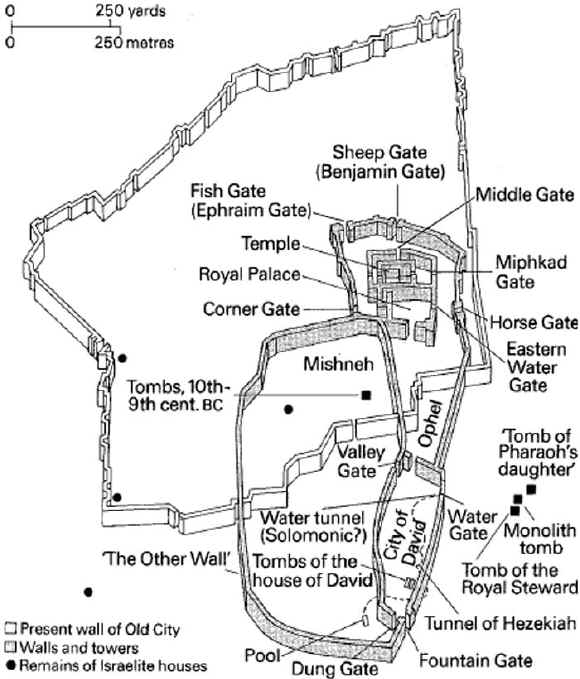 0 250 yards
0 250 metres
Sheep Gate
(Benjamin Gate)
Fish Gate
(Ephraim Gate)
Middle Gate
Temple
Royal Palace
Miphkad
Gate
Corner Gate
Horse Gate
Mishneh
Eastern
Water
Gate
Tombs, 10th-
9th cent. BC
Ophel
'Tomb of
Pharaoh's
daughter'
Valley
Gate
Water tunnel
(Solomonic?)
City of
David
Water
Gate
Monolith
tomb
'The Other Wall'
Tombs of the
house of David
Tomb of the
Royal Steward
Tunnel of Hezekiah
Present wall of Old City
Walls and towers
Remains of Israelite houses
Pool
Dung Gate
Fountain Gate